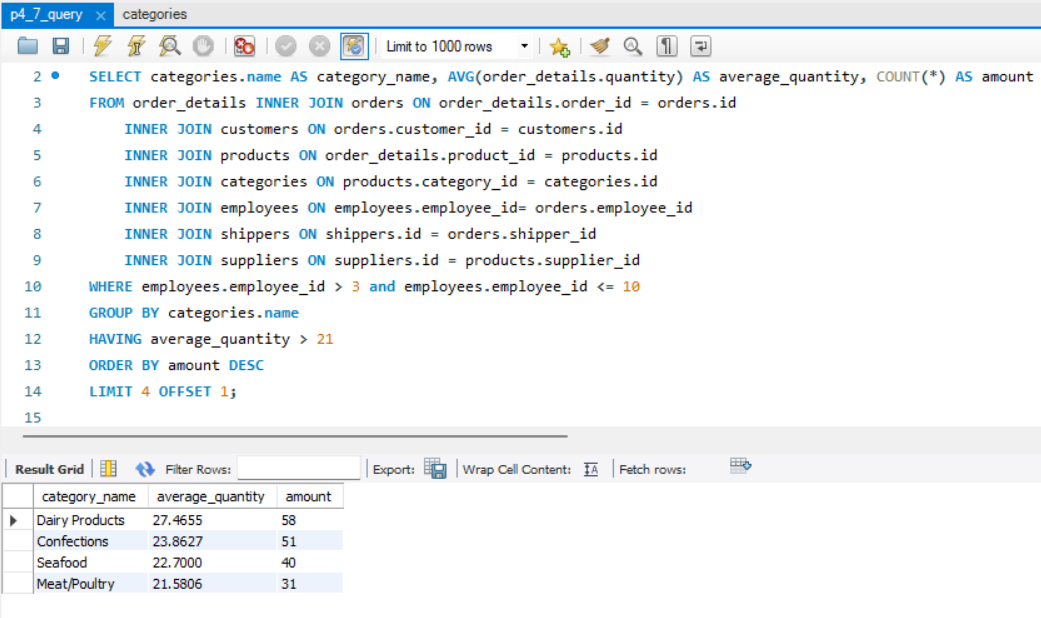 p4_7_query × categories
Limit to 1000 rows
2 SELECT categories.name AS category_name, AVG(order_details.quantity) AS average_quantity, COUNT(*) AS amount
3 FROM order_details INNER JOIN orders ON order_details.order_id = orders.id
4 INNER JOIN customers ON orders.customer_id = customers.id
5 INNER JOIN products ON order_details.product_id = products.id
6 INNER JOIN categories ON products.category_id = categories.id
7 INNER JOIN employees ON employees.employee_id= orders.employee_id
8 INNER JOIN shippers ON shippers.id = orders.shipper_id
9 INNER JOIN suppliers ON suppliers.id = products.supplier_id
10 WHERE employees.employee_id > 3 and employees.employee_id <= 10
11 GROUP BY categories.name
12 HAVING average_quantity > 21
13 ORDER BY amount DESC
14 LIMIT 4 OFFSET 1;
15
Result Grid Filter Rows: Export: Wrap Cell Content: Fetch rows:
category_name average_quantity amount
Dairy Products 27.4655 58
Confections 23.8627 51
Seafood 22.7000 40
Meat/Poultry 21.5806 31